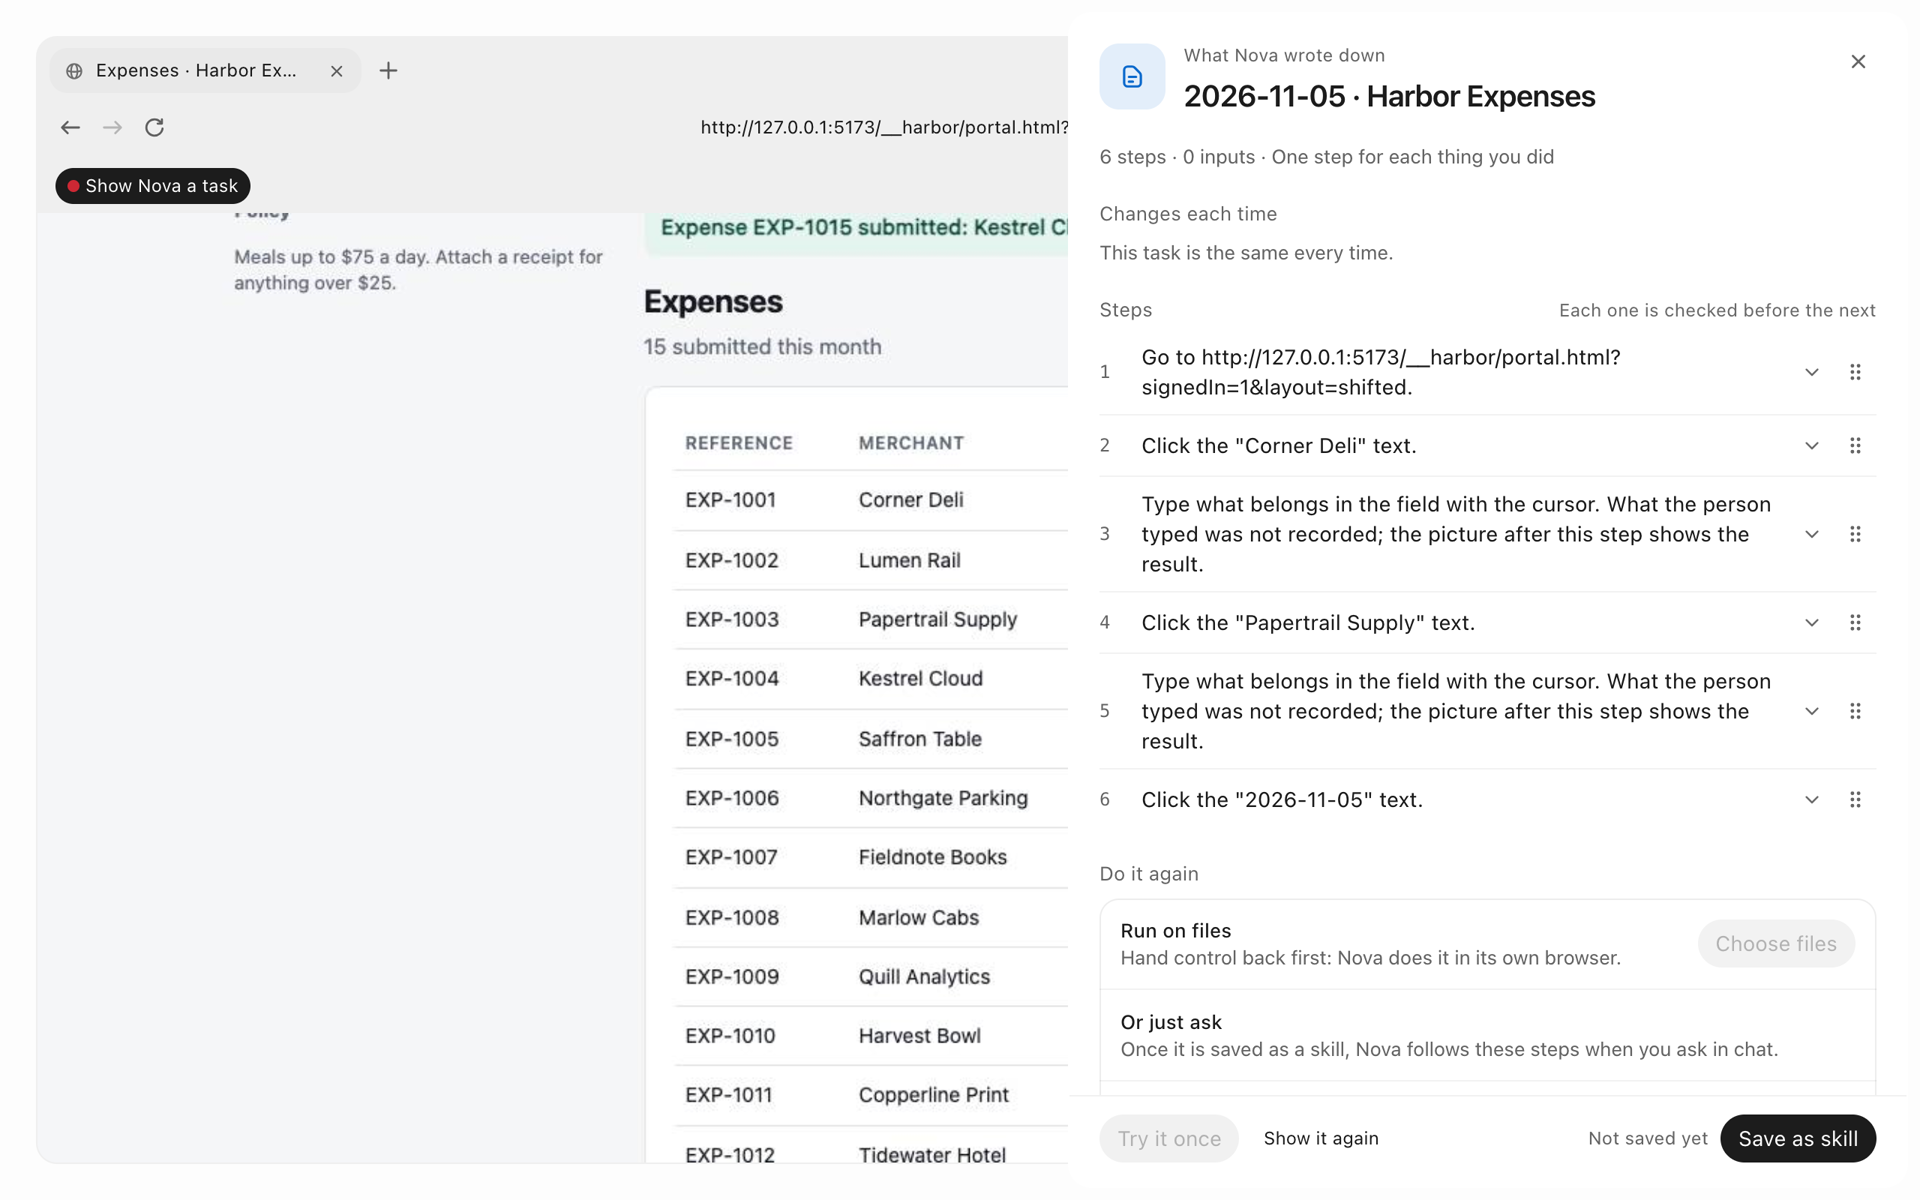 Expenses · Harbor Ex...
http://127.0.0.1:5173/__harbor/portal.html?
Show Nova a task
Policy
Meals up to $75 a day. Attach a receipt for
anything over $25.
Expense EXP-1015 submitted: Kestrel
Expenses
15 submitted this month
REFERENCE MERCHANT
EXP-1001 Corner Deli
EXP-1002 Lumen Rail
EXP-1003 Papertrail Supply
EXP-1004 Kestrel Cloud
EXP-1005 Saffron Table
EXP-1006 Northgate Parking
EXP-1007 Fieldnote Books
EXP-1008 Marlow Cabs
EXP-1009 Quill Analytics
EXP-1010 Harvest Bowl
EXP-1011 Copperline Print
EXP-1012 Tidewater Hotel
What Nova wrote down
2026-11-05 · Harbor Expenses
6 steps · 0 inputs · One step for each thing you did
Changes each time
This task is the same every time.
Steps Each one is checked before the next
1 Go to http://127.0.0.1:5173/__harbor/portal.html?
signedIn=1&layout=shifted.
2 Click the "Corner Deli" text.
3 Type what belongs in the field with the cursor. What the person
typed was not recorded; the picture after this step shows the
result.
4 Click the "Papertrail Supply" text.
5 Type what belongs in the field with the cursor. What the person
typed was not recorded; the picture after this step shows the
result.
6 Click the "2026-11-05" text.
Do it again
Run on files
Hand control back first: Nova does it in its own browser.
Choose files
Or just ask
Once it is saved as a skill, Nova follows these steps when you ask in chat.
Try it once Show it again Not saved yet Save as skill